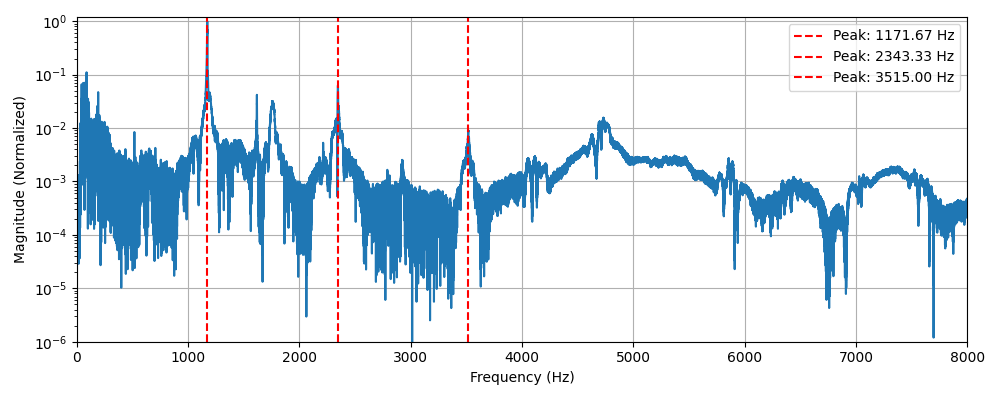 10⁰
10⁻¹
10⁻²
10⁻³
10⁻⁴
10⁻⁵
10⁻⁶
Magnitude (Normalized)
Peak: 1171.67 Hz
Peak: 2343.33 Hz
Peak: 3515.00 Hz
0 1000 2000 3000 4000 5000 6000 7000 8000
Frequency (Hz)